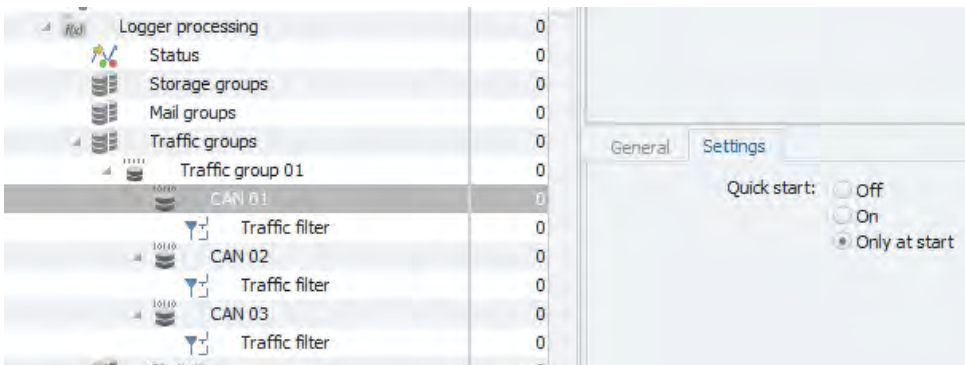 f(x) Logger processing 0
Status 0
Storage groups 0
Mail groups 0
Traffic groups 0
Traffic group 01 0
CAN 01 0
Traffic filter 0
CAN 02 0
Traffic filter 0
CAN 03 0
Traffic filter 0
General Settings
Quick start: Off
On
Only at start